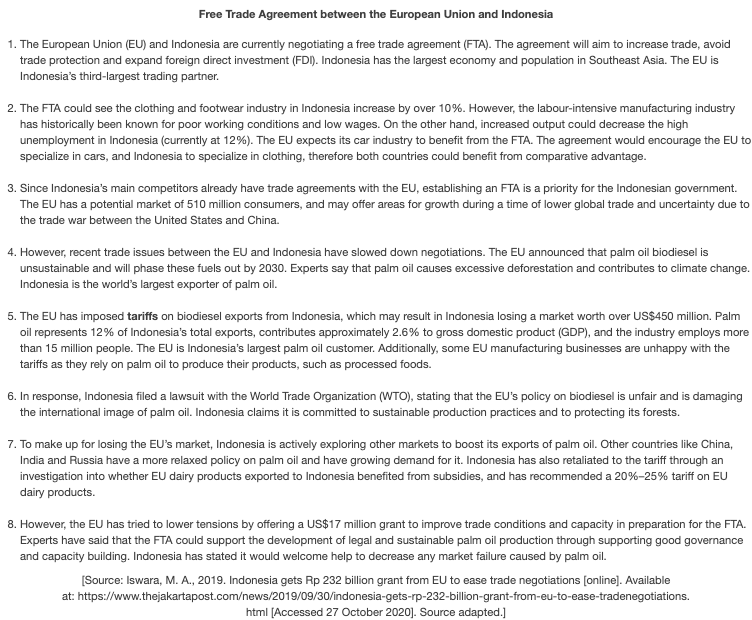 Free Trade Agreement between the European Union and Indonesia
1. The European Union (EU) and Indonesia are currently negotiating a free trade agreement (FTA). The agreement will aim to increase trade, avoid
trade protection and expand foreign direct investment (FDI). Indonesia has the largest economy and population in Southeast Asia. The EU is
Indonesia's third-largest trading partner.
2. The FTA could see the clothing and footwear industry in Indonesia increase by over 10%. However, the labour-intensive manufacturing industry
has historically been known for poor working conditions and low wages. On the other hand, increased output could decrease the high
unemployment in Indonesia (currently at 12%). The EU expects its car industry to benefit from the FTA. The agreement would encourage the EU to
specialize in cars, and Indonesia to specialize in clothing, therefore both countries could benefit from comparative advantage.
3. Since Indonesia's main competitors already have trade agreements with the EU, establishing an FTA is a priority for the Indonesian government.
The EU has a potential market of 510 million consumers, and may offer areas for growth during a time of lower global trade and uncertainty due to
the trade war between the United States and China.
4. However, recent trade issues between the EU and Indonesia have slowed down negotiations. The EU announced that palm oil biodiesel is
unsustainable and will phase these fuels out by 2030. Experts say that palm oil causes excessive deforestation and contributes to climate change.
Indonesia is the world's largest exporter of palm oil.
5. The EU has imposed tariffs on biodiesel exports from Indonesia, which may result in Indonesia losing a market worth over US$450 million. Palm
oil represents 12% of Indonesia's total exports, contributes approximately 2.6% to gross domestic product (GDP), and the industry employs more
than 15 million people. The EU is Indonesia's largest palm oil customer. Additionally, some EU manufacturing businesses are unhappy with the
tariffs as they rely on palm oil to produce their products, such as processed foods.
6. In response, Indonesia filed a lawsuit with the World Trade Organization (WTO), stating that the EU's policy on biodiesel is unfair and is damaging
the international image of palm oil. Indonesia claims it is committed to sustainable production practices and to protecting its forests.
7. To make up for losing the EU's market, Indonesia is actively exploring other markets to boost its exports of palm oil. Other countries like China,
India and Russia have a more relaxed policy on palm oil and have growing demand for it. Indonesia has also retaliated to the tariff through an
investigation into whether EU dairy products exported to Indonesia benefited from subsidies, and has recommended a 20%–25% tariff on EU
dairy products.
8. However, the EU has tried to lower tensions by offering a US$17 million grant to improve trade conditions and capacity in preparation for the FTA.
Experts have said that the FTA could support the development of legal and sustainable palm oil production through supporting good governance
and capacity building. Indonesia has stated it would welcome help to decrease any market failure caused by palm oil.
[Source: Iswara, M. A., 2019. Indonesia gets Rp 232 billion grant from EU to ease trade negotiations [online]. Available
at: https://www.thejakartapost.com/news/2019/09/30/indonesia-gets-rp-232-billion-grant-from-eu-to-ease-tradenegotiations.
html [Accessed 27 October 2020]. Source adapted.]